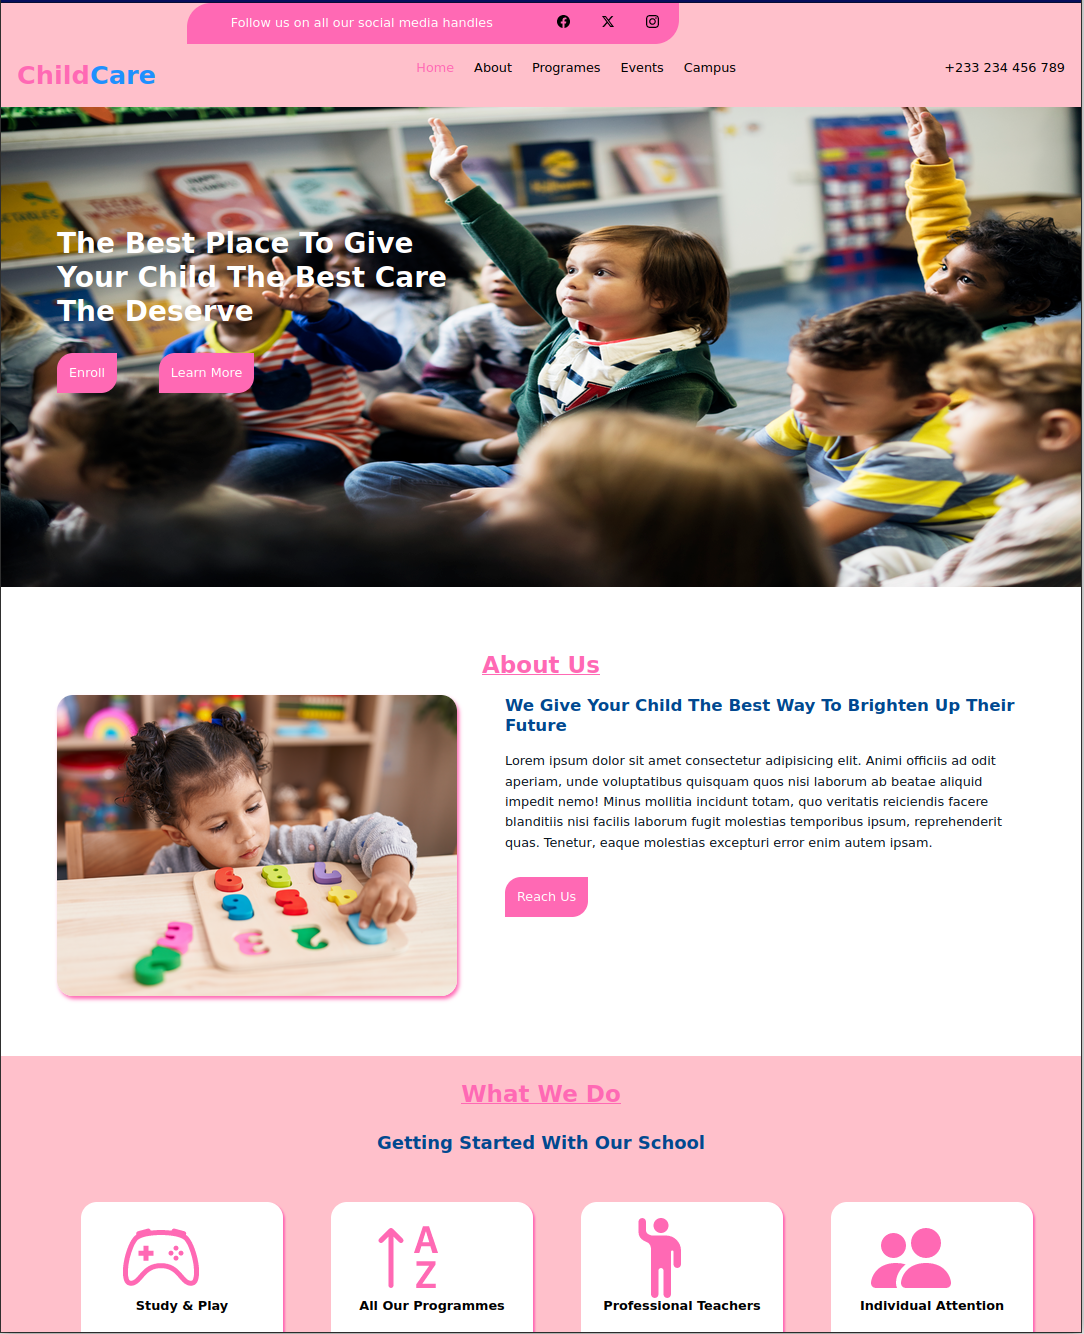 Follow us on all our social media handles
ChildCare
Home About Programes Events Campus
+233 234 456 789
The Best Place To Give
Your Child The Best Care
The Deserve
Enroll
Learn More
About Us
We Give Your Child The Best Way To Brighten Up Their
Future
Lorem ipsum dolor sit amet consectetur adipisicing elit. Animi officiis ad odit
aperiam, unde voluptatibus quisquam quos nisi laborum ab beatae aliquid
impedit nemo! Minus mollitia incidunt totam, quo veritatis reiciendis facere
blanditiis nisi facilis laborum fugit molestias temporibus ipsum, reprehenderit
quas. Tenetur, eaque molestias excepturi error enim autem ipsam.
Reach Us
What We Do
Getting Started With Our School
A
Z
Study & Play
All Our Programmes
Professional Teachers
Individual Attention